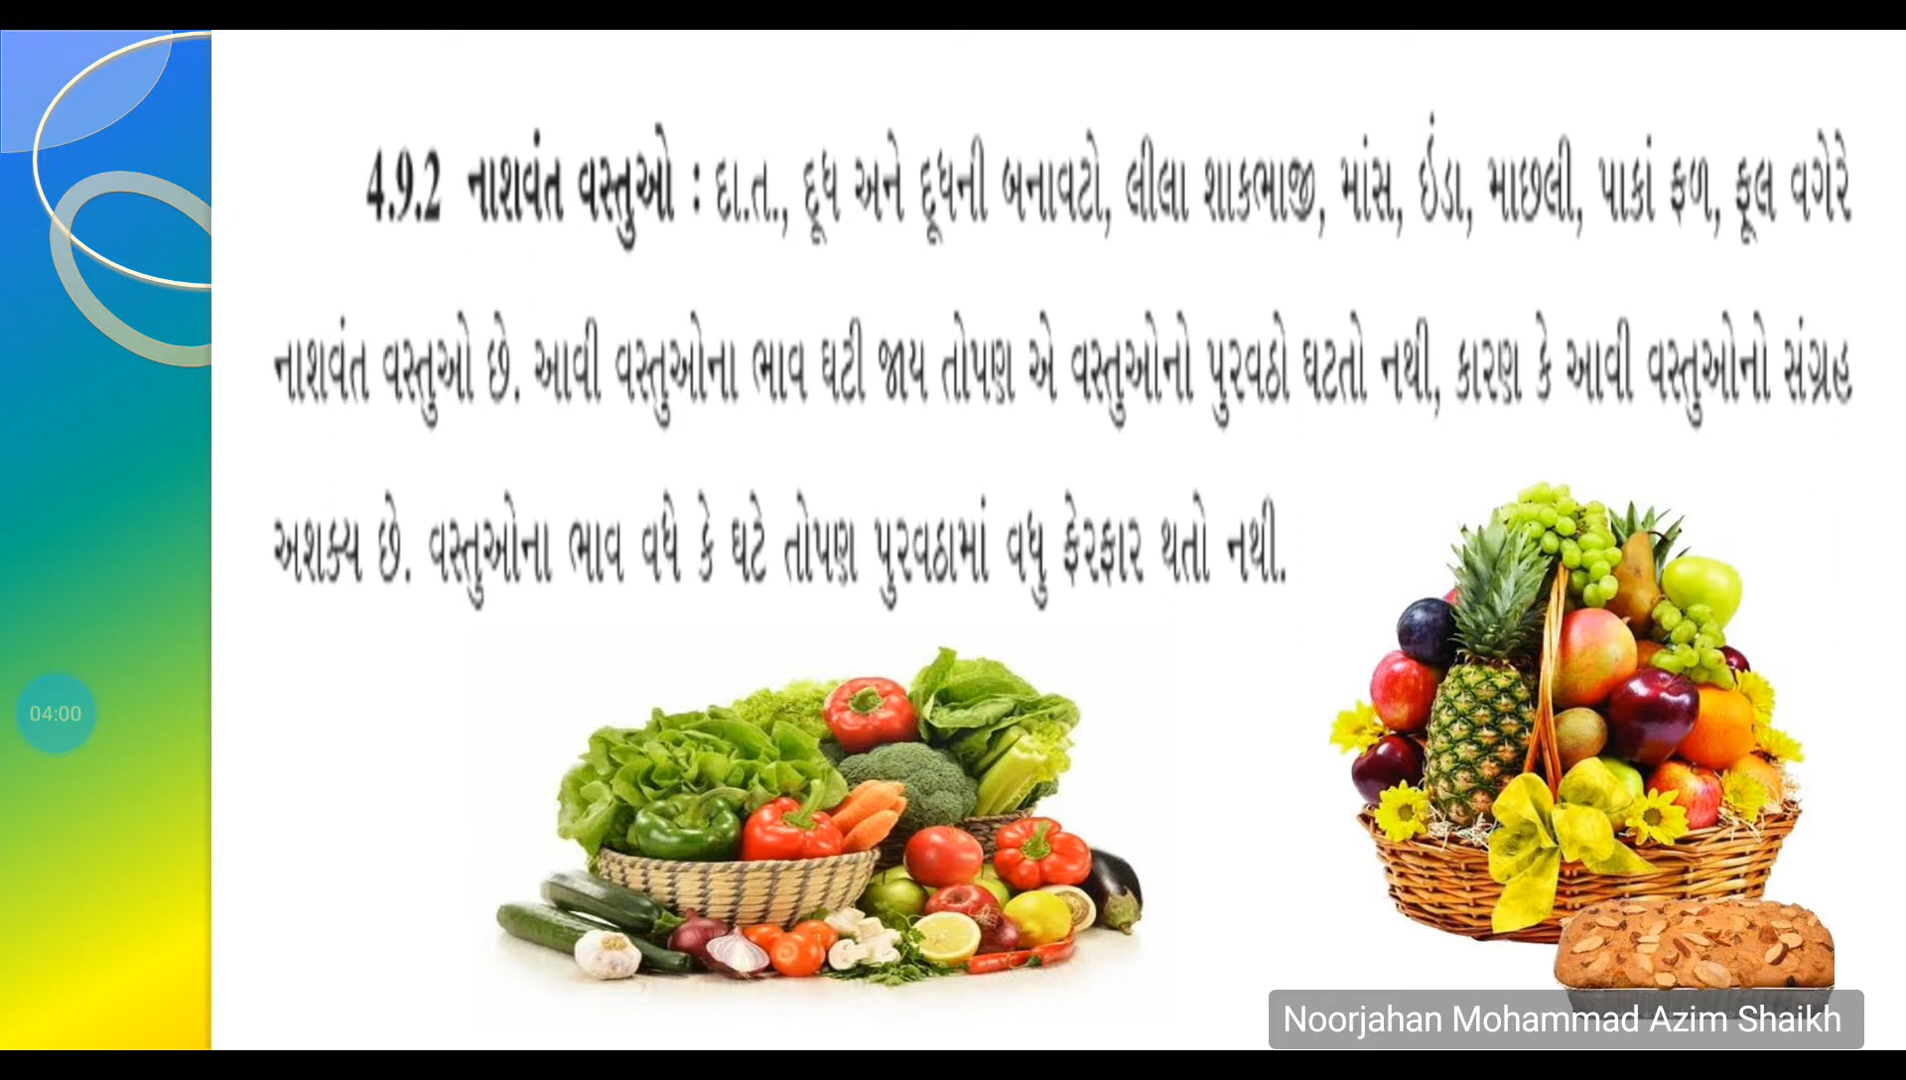 4.9.2 નાશવંત વસ્તુઓ : દા.ત., દૂધ અને દૂધની બનાવટો, લીલા શાકભાજી, માંસ, ઈંડા, માછલી, પાકાં ફળ, ફૂલ વગેરે
નાશવંત વસ્તુઓ છે. આવી વસ્તુઓના ભાવ ઘટી જાય તોપણ એ વસ્તુઓનો પુરવઠો ઘટતો નથી, કારણ કે આવી વસ્તુઓનો સંગ્રહ
અશક્ય છે. વસ્તુઓના ભાવ વધે કે ઘટે તોપણ પુરવઠામાં વધુ ફેરફાર થતો નથી.
04:00
Noorjahan Mohammad Azim Shaikh